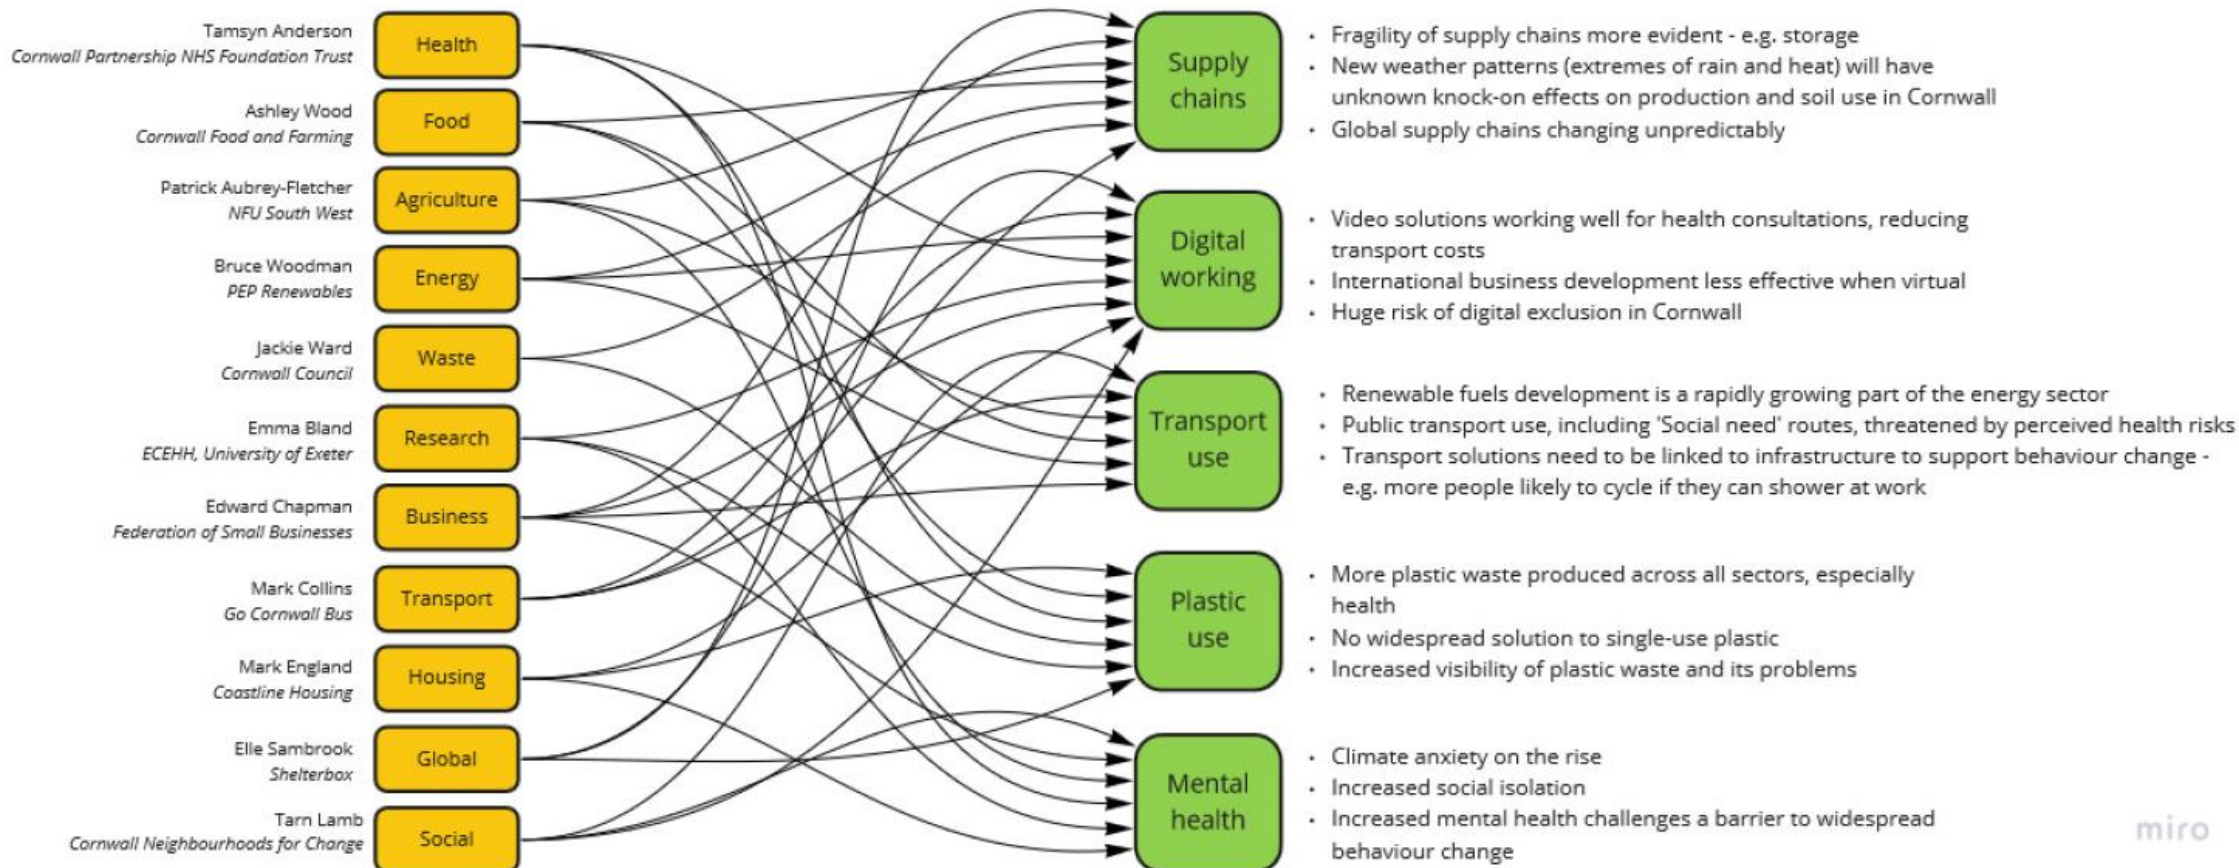 Tamsyn Anderson
Cornwall Partnership NHS Foundation Trust
Health
Ashley Wood
Cornwall Food and Farming
Food
Patrick Aubrey-Fletcher
NFU South West
Agriculture
Bruce Woodman
PEP Renewables
Energy
Jackie Ward
Cornwall Council
Waste
Emma Bland
ECEHH, University of Exeter
Research
Edward Chapman
Federation of Small Businesses
Business
Mark Collins
Go Cornwall Bus
Transport
Mark England
Coastline Housing
Housing
Elle Sambrook
Shelterbox
Global
Tarn Lamb
Cornwall Neighbourhoods for Change
Social
Supply
chains
• Fragility of supply chains more evident - e.g. storage
• New weather patterns (extremes of rain and heat) will have
unknown knock-on effects on production and soil use in Cornwall
• Global supply chains changing unpredictably
Digital
working
• Video solutions working well for health consultations, reducing
transport costs
• International business development less effective when virtual
• Huge risk of digital exclusion in Cornwall
Transport
use
• Renewable fuels development is a rapidly growing part of the energy sector
• Public transport use, including 'Social need' routes, threatened by perceived health risks
• Transport solutions need to be linked to infrastructure to support behaviour change -
e.g. more people likely to cycle if they can shower at work
Plastic
use
• More plastic waste produced across all sectors, especially
health
• No widespread solution to single-use plastic
• Increased visibility of plastic waste and its problems
Mental
health
• Climate anxiety on the rise
• Increased social isolation
• Increased mental health challenges a barrier to widespread
behaviour change
miro